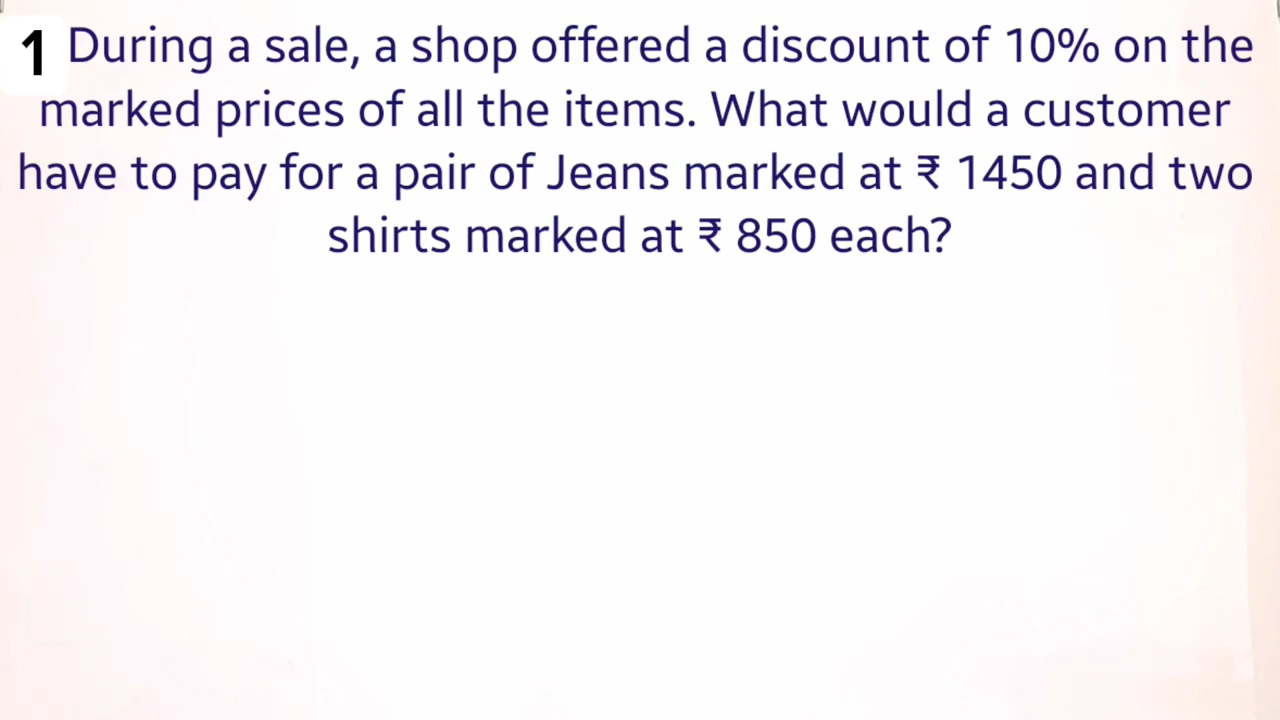 1 During a sale, a shop offered a discount of 10% on the
marked prices of all the items. What would a customer
have to pay for a pair of Jeans marked at ₹ 1450 and two
shirts marked at ₹ 850 each?